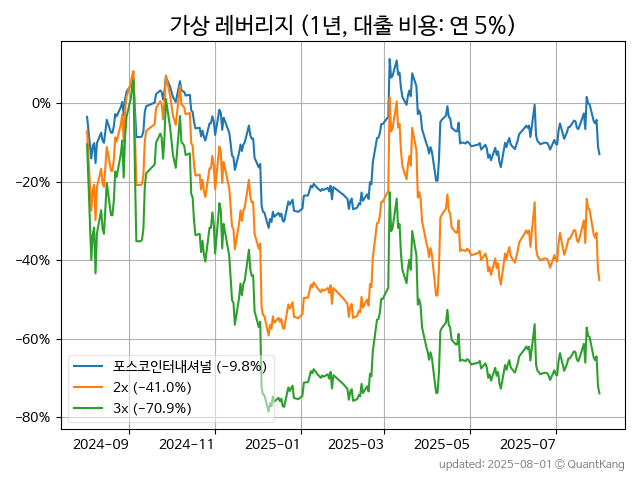 가상 레버리지 (1년, 대출 비용: 연 5%)
0%
−20%
−40%
−60%
−80%
포스코인터내셔널 (−9.8%)
2x (−41.0%)
3x (−70.9%)
2024-09 2024-11 2025-01 2025-03 2025-05 2025-07
updated: 2025-08-01 © QuantKang